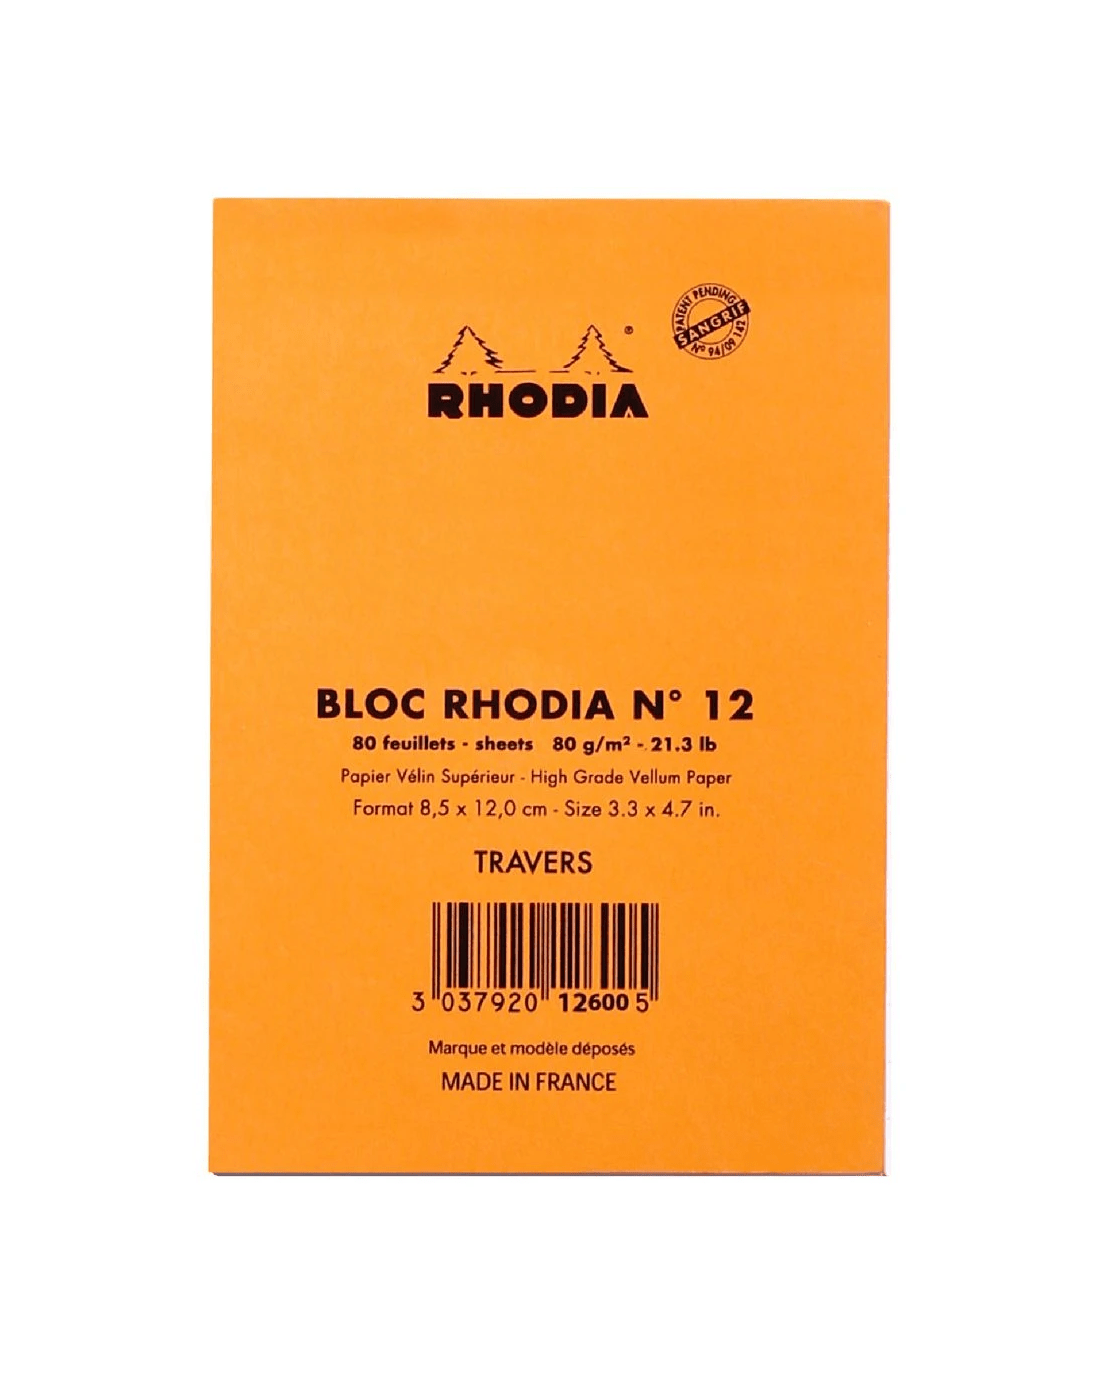 PATENT PENDING
SANGRIF
Nº 94/09 142
®
RHODIA
BLOC RHODIA N° 12
80 feuillets - sheets 80 g/m² - 21.3 lb
Papier Vélin Supérieur - High Grade Vellum Paper
Format 8,5 x 12,0 cm - Size 3.3 x 4.7 in.
TRAVERS
3 037920 126005
Marque et modèle déposés
MADE IN FRANCE